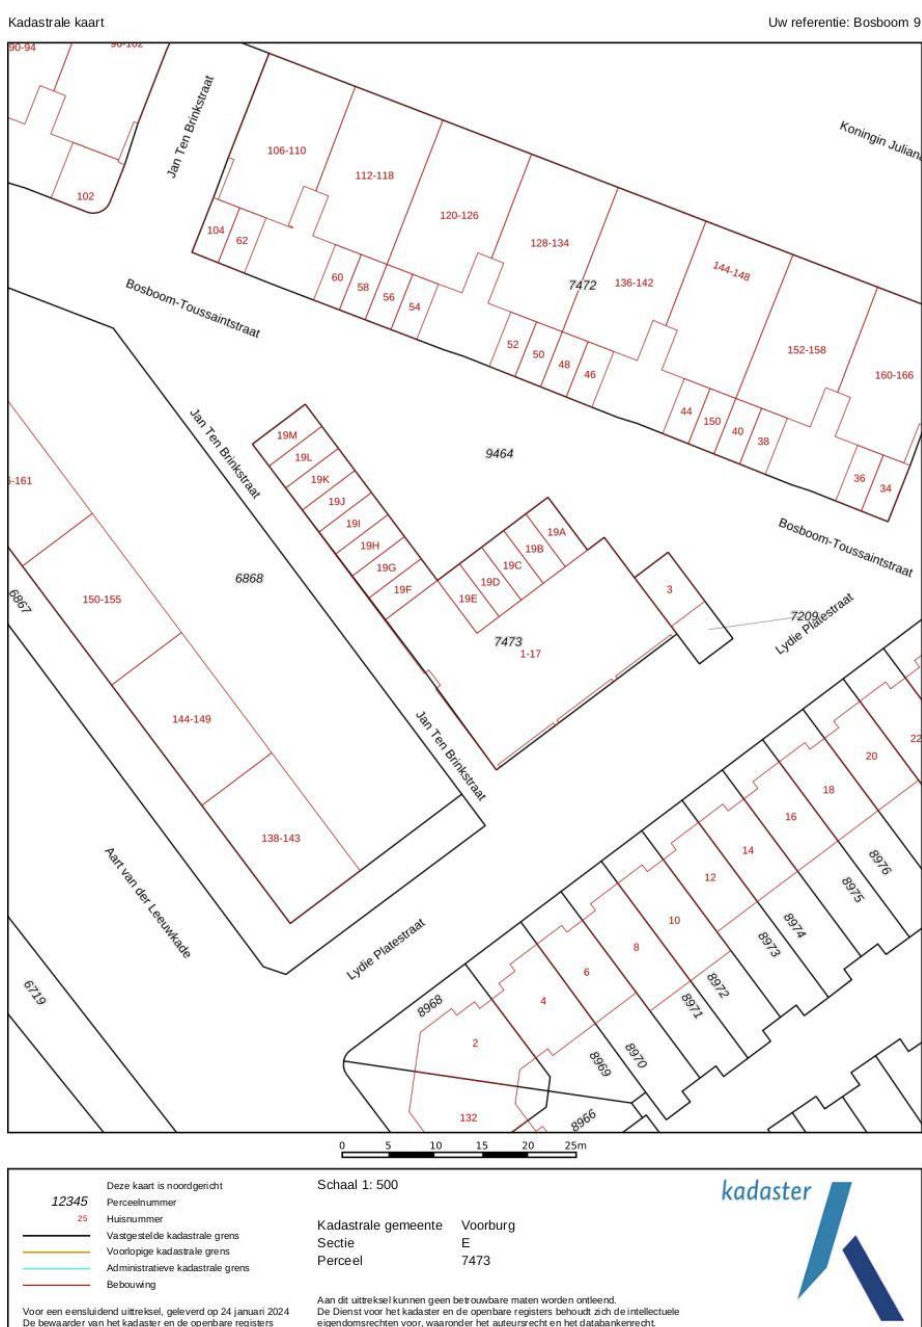 Kadastrale kaart
Uw referentie: Bosboom 9
90-94
90-102
Jan Ten Brinkstraat
Koningin Juliana
106-110
112-118
102
120-126
104
62
128-134
144-148
7472
136-142
60
58
56
54
Bosboom-Toussaintstraat
52
50
48
46
152-158
160-166
44
150
40
38
Jan Ten Brinkstraat
19M
19L
19K
19J
19I
19H
19G
19F
9464
36
34
Bosboom-Toussaintstraat
19A
19B
19C
19D
19E
6868
150-155
6867
3
7209
Lydie Platestraat
7473
1-17
144-149
Jan Ten Brinkstraat
22
20
18
16
14
12
10
8
6
4
2
138-143
Aart van der Leeuwkade
8976
8975
8974
8973
8972
8971
8970
8969
8968
8966
Lydie Platestraat
6719
132
0 5 10 15 20 25m
Deze kaart is noordgericht
12345 Perceelnummer
25 Huisnummer
Vastgestelde kadastrale grens
Voorlopige kadastrale grens
Administratieve kadastrale grens
Bebouwing
Voor een eensluidend uittreksel, geleverd op 24 januari 2024
De bewaarder van het kadaster en de openbare registers
Schaal 1: 500
Kadastrale gemeente Voorburg
Sectie E
Perceel 7473
Aan dit uittreksel kunnen geen betrouwbare maten worden ontleend.
De Dienst voor het kadaster en de openbare registers behoudt zich de intellectuele
eigendomsrechten voor, waaronder het auteursrecht en het databankenrecht.
kadaster